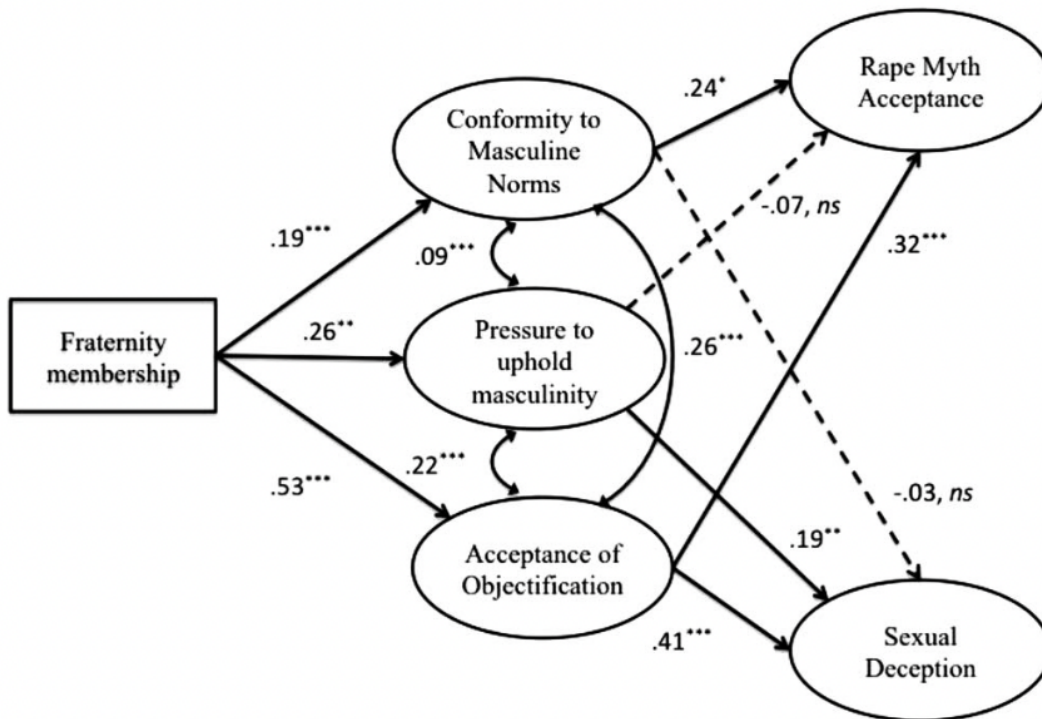 Rape Myth
Acceptance
.24*
Conformity to
Masculine
Norms
-.07, ns
.19***
.09***
.32***
Fraternity
membership
.26**
Pressure to
uphold
masculinity
.26***
.22***
.53***
-.03, ns
.19**
Acceptance of
Objectification
.41***
Sexual
Deception